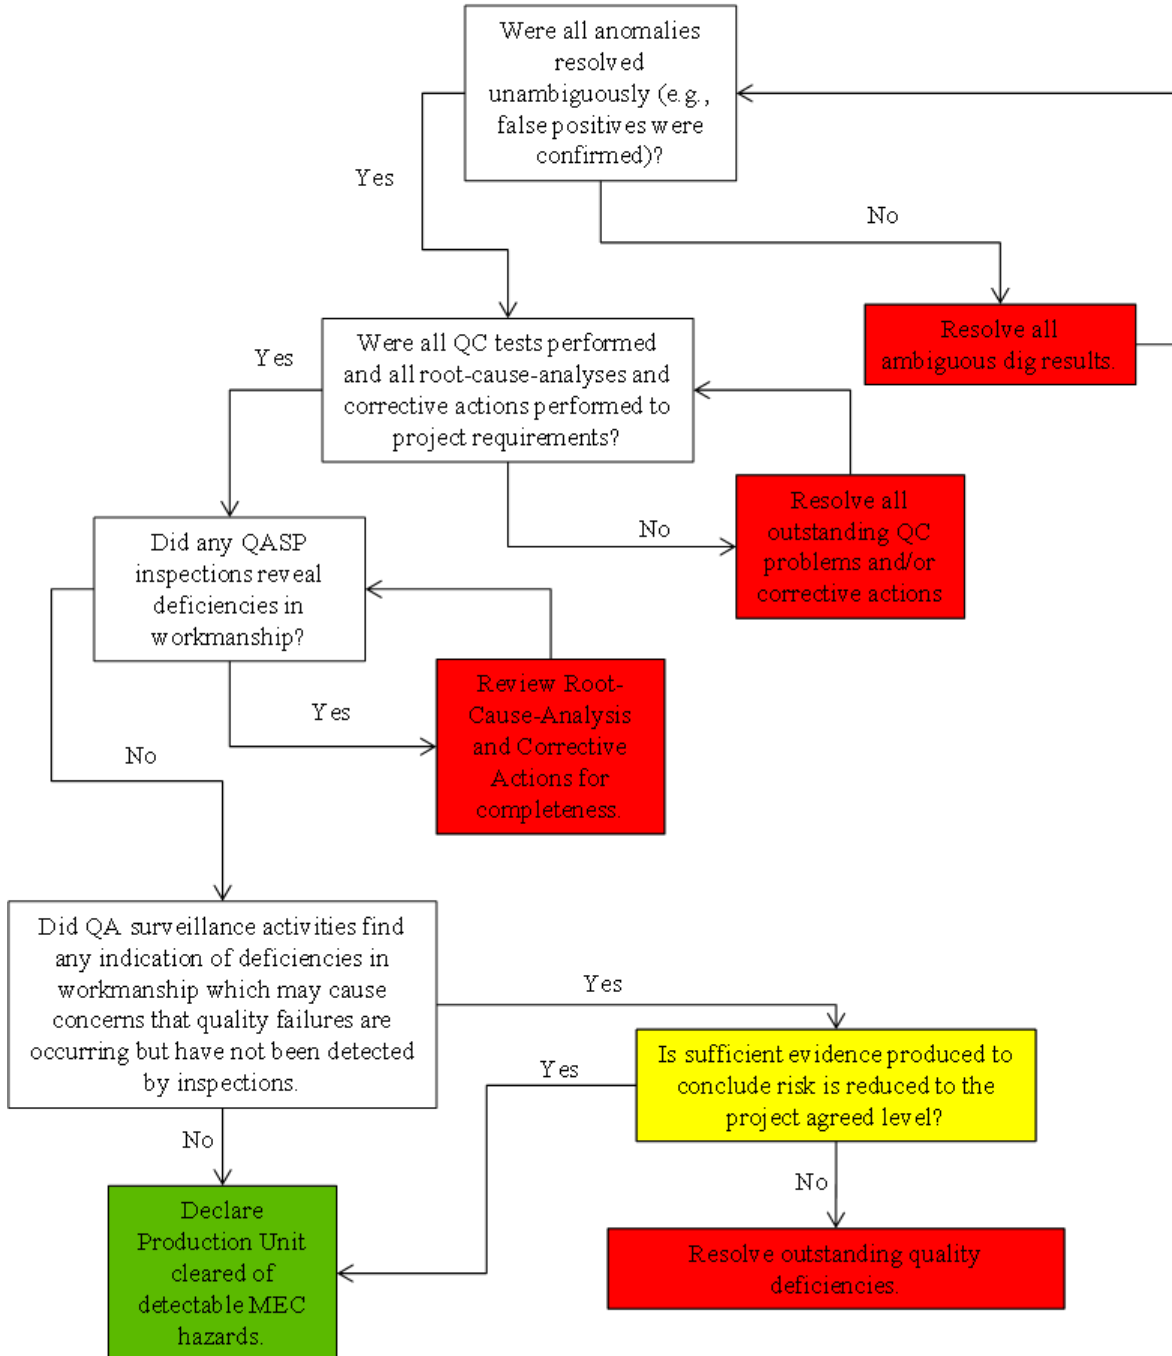 Were all anomalies
resolved
unambiguously (e.g.,
false positives were
confirmed)?
Yes
No
Resolve all
ambiguous dig results.
Were all QC tests performed
and all root-cause-analyses and
corrective actions performed to
project requirements?
Yes
No
Resolve all
outstanding QC
problems and/or
corrective actions
Did any QASP
inspections reveal
deficiencies in
workmanship?
Yes
No
Review Root-
Cause-Analysis
and Corrective
Actions for
completeness.
Did QA surveillance activities find
any indication of deficiencies in
workmanship which may cause
concerns that quality failures are
occurring but have not been detected
by inspections.
Yes
No
Is sufficient evidence produced to
conclude risk is reduced to the
project agreed level?
Yes
No
Declare
Production Unit
cleared of
detectable MEC
hazards.
Resolve outstanding quality
deficiencies.